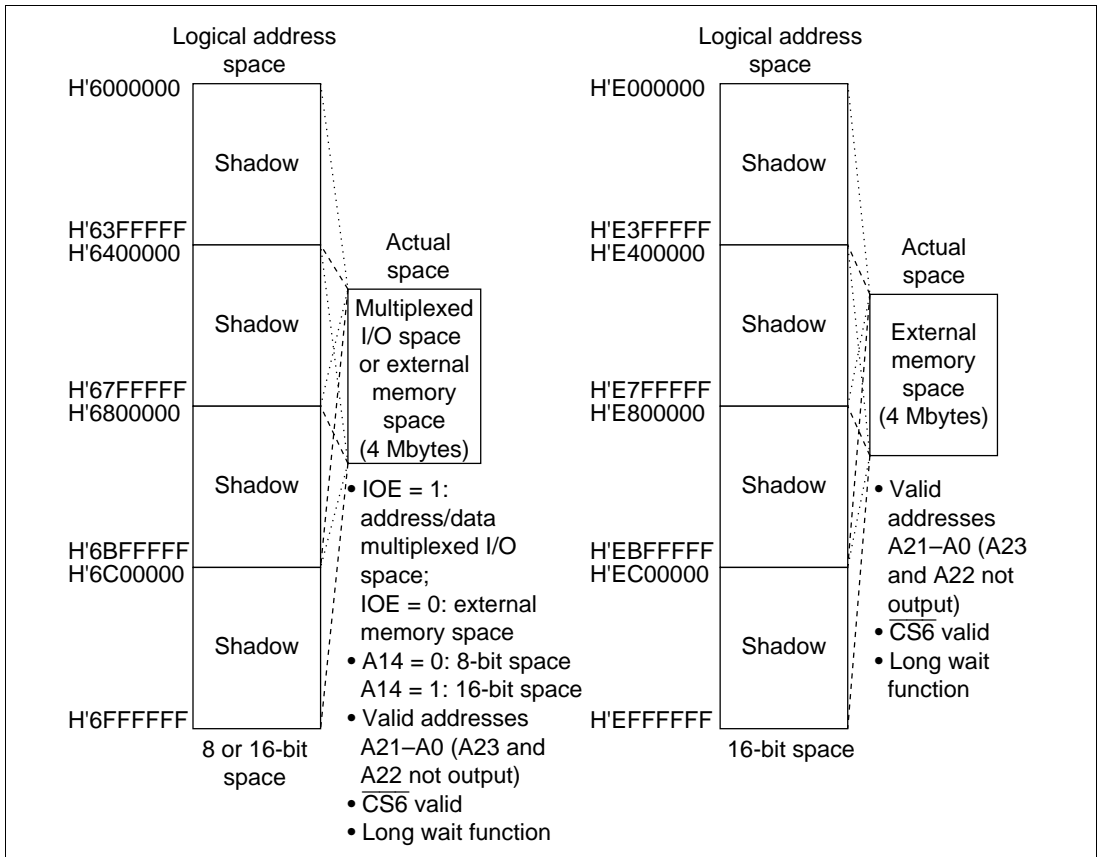 Logical address
space
H'6000000
Shadow
H'63FFFFF
H'6400000
Shadow
H'67FFFFF
H'6800000
Shadow
H'6BFFFFF
H'6C00000
Shadow
H'6FFFFFF
8 or 16-bit
space
Actual
space
Multiplexed
I/O space
or external
memory
space
(4 Mbytes)
• IOE = 1:
address/data
multiplexed I/O
space;
IOE = 0: external
memory space
• A14 = 0: 8-bit space
A14 = 1: 16-bit space
• Valid addresses
A21–A0 (A23 and
A22 not output)
• C̅S̅6̅ valid
• Long wait function
Logical address
space
H'E000000
Shadow
H'E3FFFFF
H'E400000
Shadow
H'E7FFFFF
H'E800000
Shadow
H'EBFFFFF
H'EC00000
Shadow
H'EFFFFFF
16-bit space
Actual
space
External
memory
space
(4 Mbytes)
• Valid
addresses
A21–A0 (A23
and A22 not
output)
• C̅S̅6̅ valid
• Long wait
function